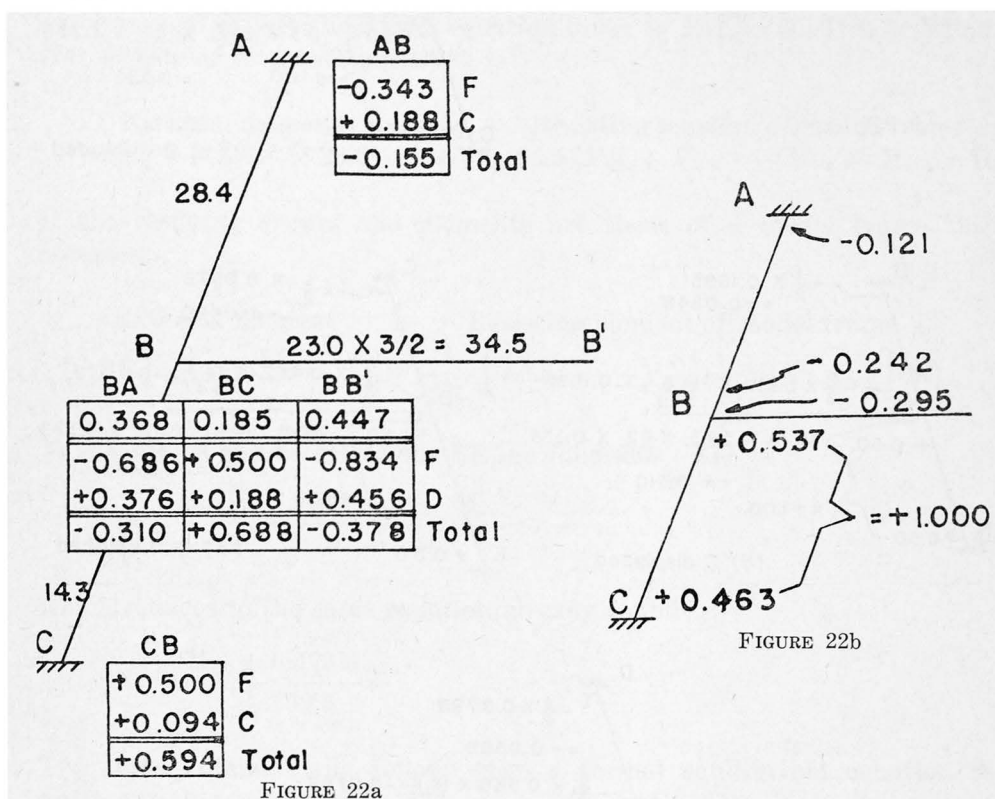 A
AB
-0.343 F
+0.188 C
-0.155 Total
28.4
B 23.0 X 3/2 = 34.5 B'
BA BC BB'
0.368 0.185 0.447
-0.686 +0.500 -0.834 F
+0.376 +0.188 +0.456 D
-0.310 +0.688 -0.378 Total
14.3
C
CB
+0.500 F
+0.094 C
+0.594 Total
FIGURE 22a
A
-0.121
-0.242
B -0.295
+0.537
=+1.000
C +0.463
FIGURE 22b